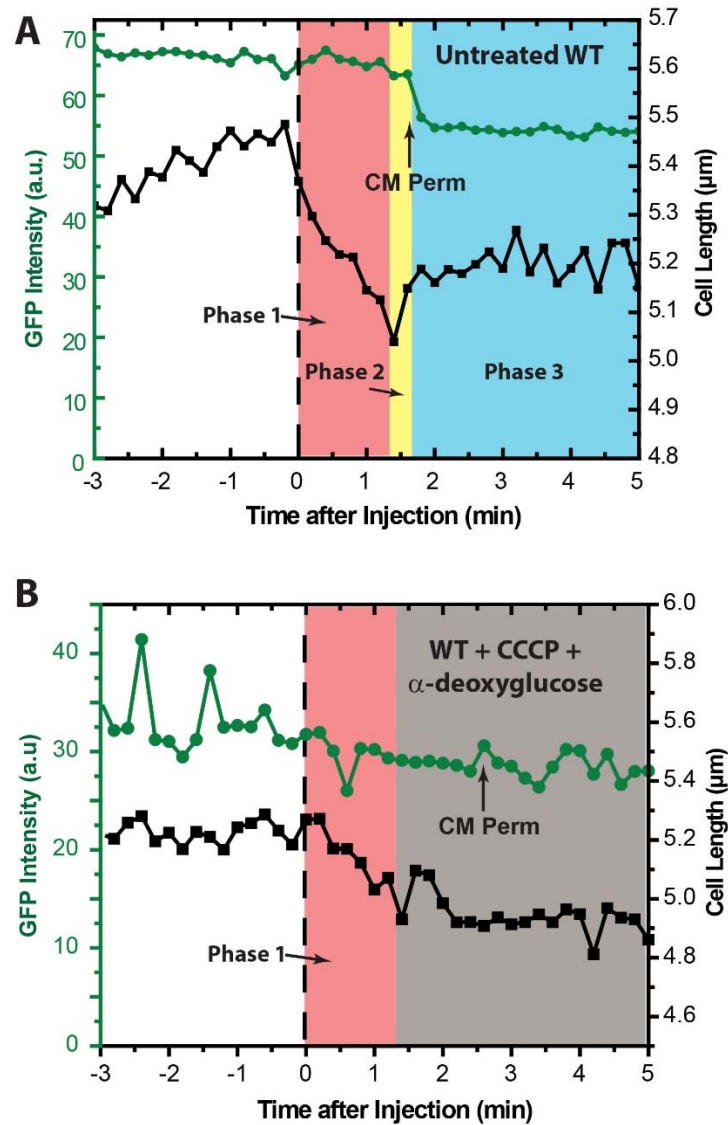 A
70
60
50
40
30
20
10
0
GFP Intensity (a.u.)
Untreated WT
CM Perm
Phase 1
Phase 2
Phase 3
5.7
5.6
5.5
5.4
5.3
5.2
5.1
5.0
4.9
4.8
Cell Length (µm)
-3 -2 -1 0 1 2 3 4 5
Time after Injection (min)
B
40
30
20
10
0
GFP Intensity (a.u)
WT + CCCP +
α-deoxyglucose
CM Perm
Phase 1
6.0
5.8
5.6
5.4
5.2
5.0
4.8
4.6
Cell Length (µm)
-3 -2 -1 0 1 2 3 4 5
Time after Injection (min)